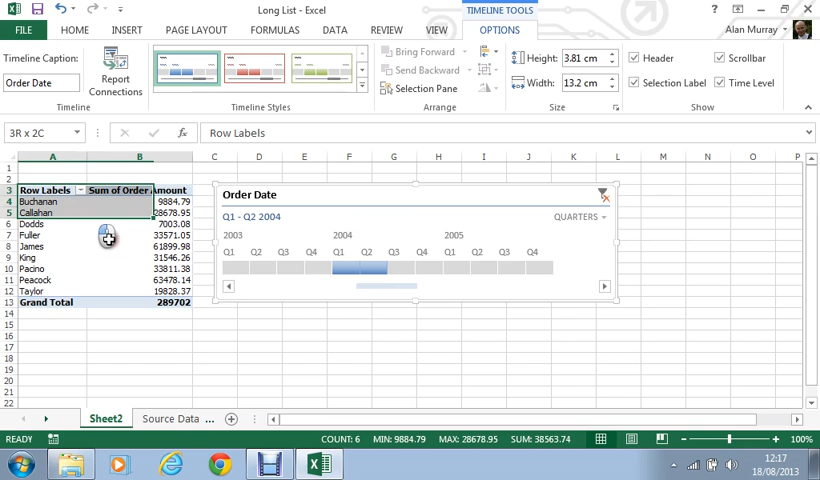 Long List - Excel
TIMELINE TOOLS
FILE HOME INSERT PAGE LAYOUT FORMULAS DATA REVIEW VIEW OPTIONS Alan Murray
Timeline Caption:
Order Date
Report
Connections
Timeline
Timeline Styles
Bring Forward
Send Backward
Selection Pane
Arrange
Height: 3.81 cm
Width: 13.2 cm
Size
Header Scrollbar
Selection Label Time Level
Show
3R x 2C fx Row Labels
A B C D E F G H I J K L M N O P
1
2
3 Row Labels Sum of Order Amount
4 Buchanan 9884.79
5 Callahan 28678.95
6 Dodds 7003.08
7 Fuller 33571.05
8 James 61899.98
9 King 31546.26
10 Pacino 33811.38
11 Peacock 63478.14
12 Taylor 19828.37
13 Grand Total 289702
14
15
16
17
18
19
20
21
22
Order Date
Q1 - Q2 2004 QUARTERS
2003 2004 2005
Q1 Q2 Q3 Q4 Q1 Q2 Q3 Q4 Q1 Q2 Q3 Q4
Sheet2 Source Data ...
READY COUNT: 6 MIN: 9884.79 MAX: 28678.95 SUM: 38563.74 100%
12:17
18/08/2013